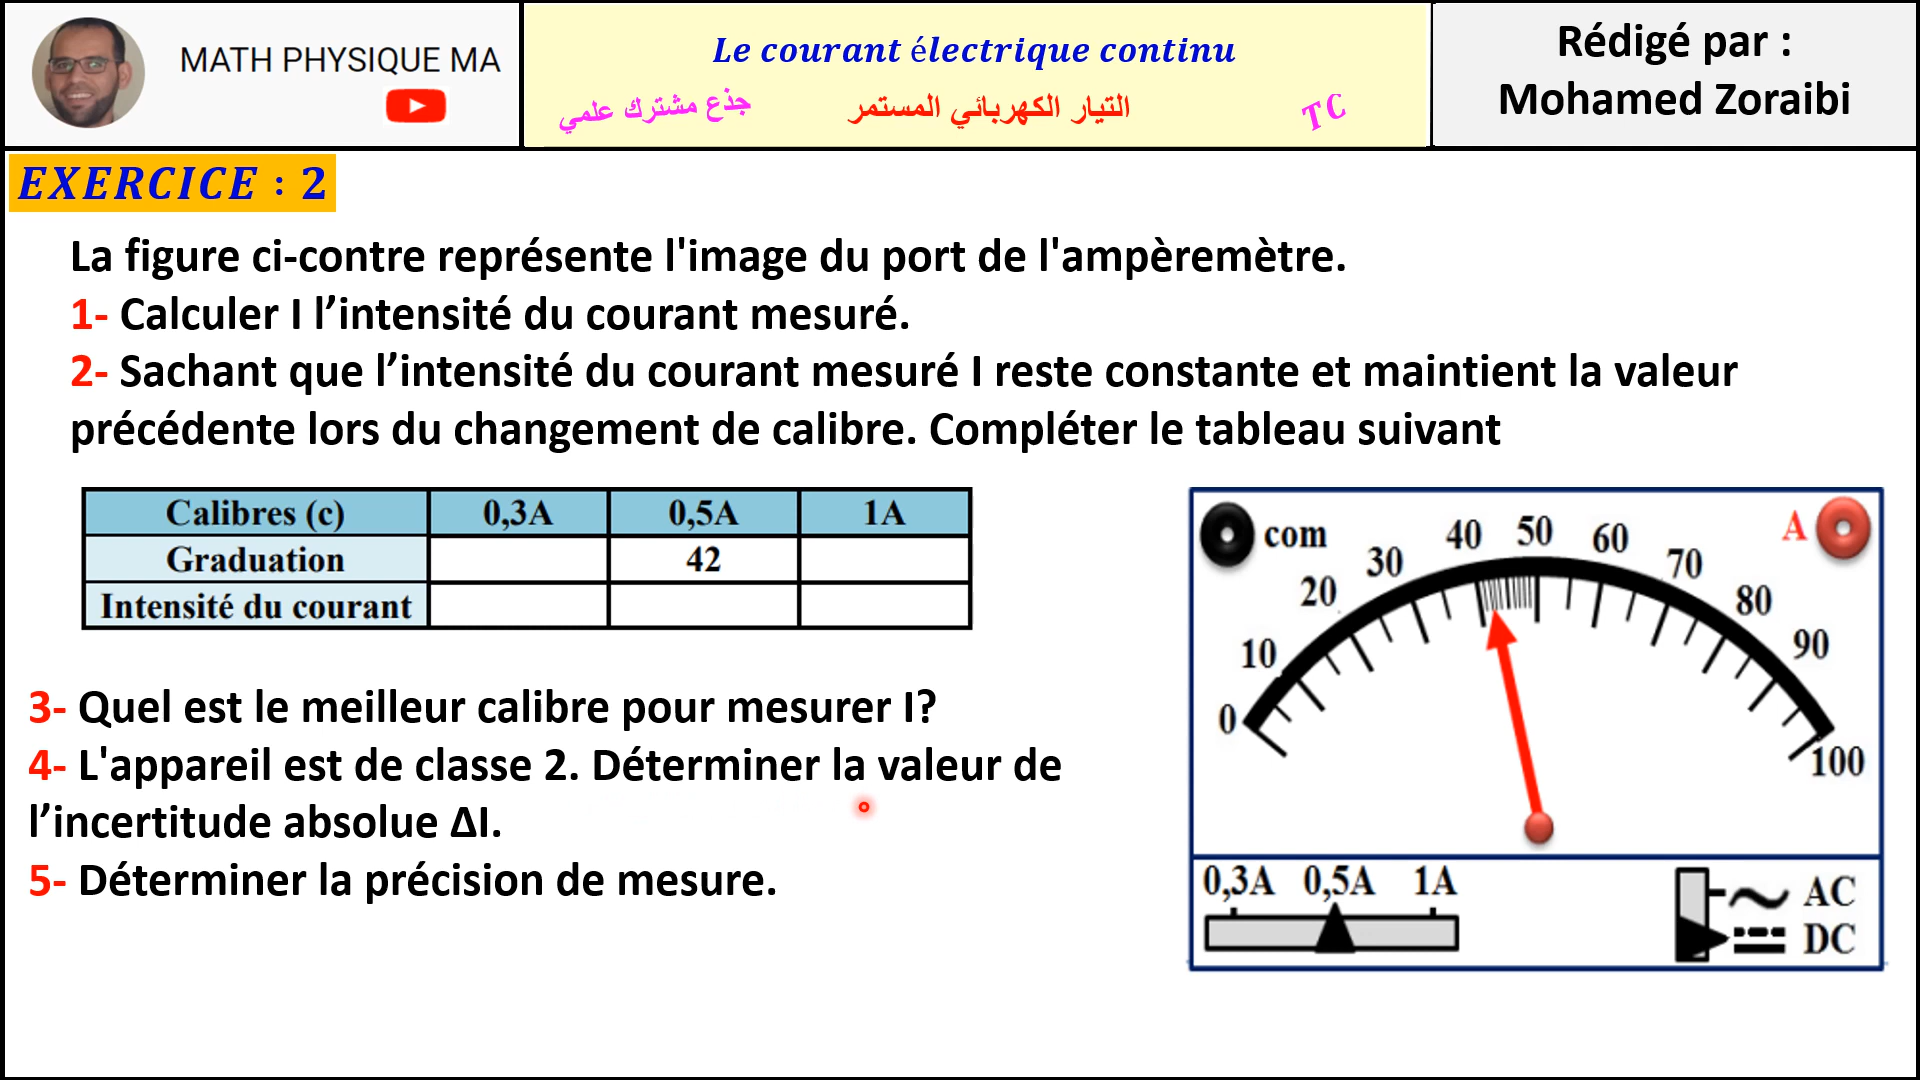 MATH PHYSIQUE MA
Le courant électrique continu
جذع مشترك علمي
التيار الكهربائي المستمر
TC
Rédigé par :
Mohamed Zoraibi
EXERCICE : 2
La figure ci-contre représente l'image du port de l'ampèremètre.
1- Calculer I l’intensité du courant mesuré.
2- Sachant que l’intensité du courant mesuré I reste constante et maintient la valeur
précédente lors du changement de calibre. Compléter le tableau suivant
Calibres (c) 0,3A 0,5A 1A
Graduation 42
Intensité du courant
3- Quel est le meilleur calibre pour mesurer I?
4- L'appareil est de classe 2. Déterminer la valeur de
l’incertitude absolue ΔI.
5- Déterminer la précision de mesure.
com
A
0 10 20 30 40 50 60 70 80 90 100
0,3A 0,5A 1A
AC
DC